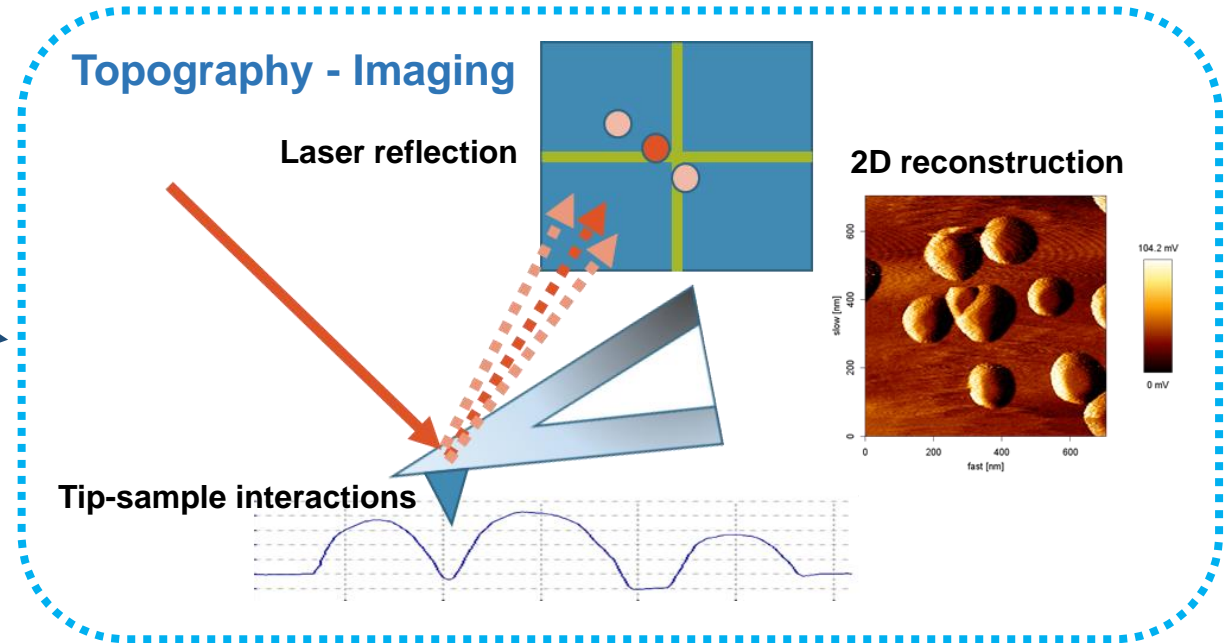 Topography - Imaging
Laser reflection
2D reconstruction
104.2 mV
0 mV
600
400
200
0
slow [nm]
0 200 400 600
fast [nm]
Tip-sample interactions